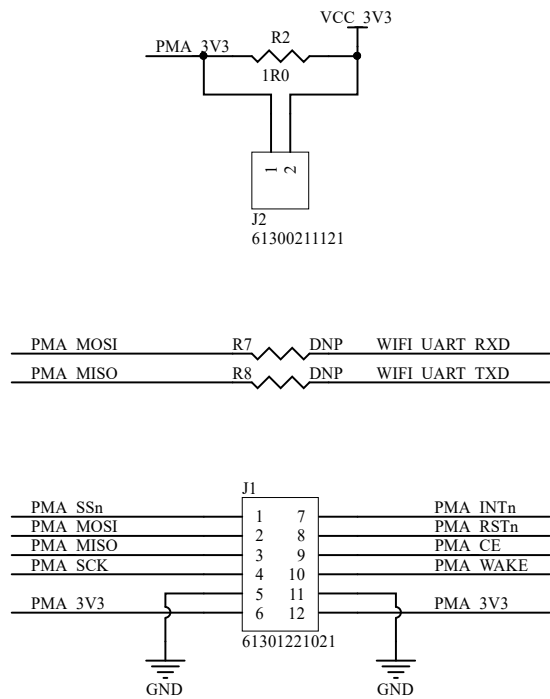 VCC_3V3
R2
PMA_3V3
1R0
1 2
J2
61300211121
PMA_MOSI R7 DNP WIFI_UART_RXD
PMA_MISO R8 DNP WIFI_UART_TXD
J1
PMA_SSn 1 7 PMA_INTn
PMA_MOSI 2 8 PMA_RSTn
PMA_MISO 3 9 PMA_CE
PMA_SCK 4 10 PMA_WAKE
5 11
PMA_3V3 6 12 PMA_3V3
61301221021
GND GND